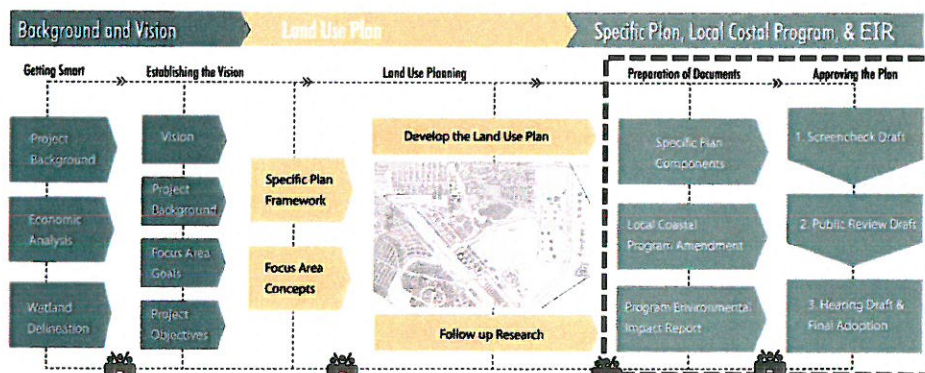 Background and Vision
Land Use Plan
Specific Plan, Local Costal Program, & EIR
Getting Smart
Establishing the Vision
Land Use Planning
Preparation of Documents
Approving the Plan
Project
Background
Economic
Analysis
Wetland
Delineation
Vision
Project
Background
Focus Area
Goals
Project
Objectives
Specific Plan
Framework
Focus Area
Concepts
Develop the Land Use Plan
Follow up Research
Specific Plan
Components
Local Coastal
Program Amendment
Program Environmental
Impact Report
1. Screencheck Draft
2. Public Review Draft
3. Hearing Draft &
Final Adoption